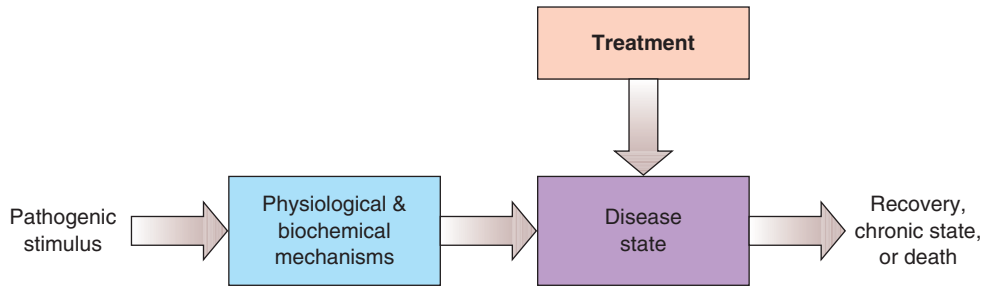 Treatment
Pathogenic
stimulus
Physiological &
biochemical
mechanisms
Disease
state
Recovery,
chronic state,
or death